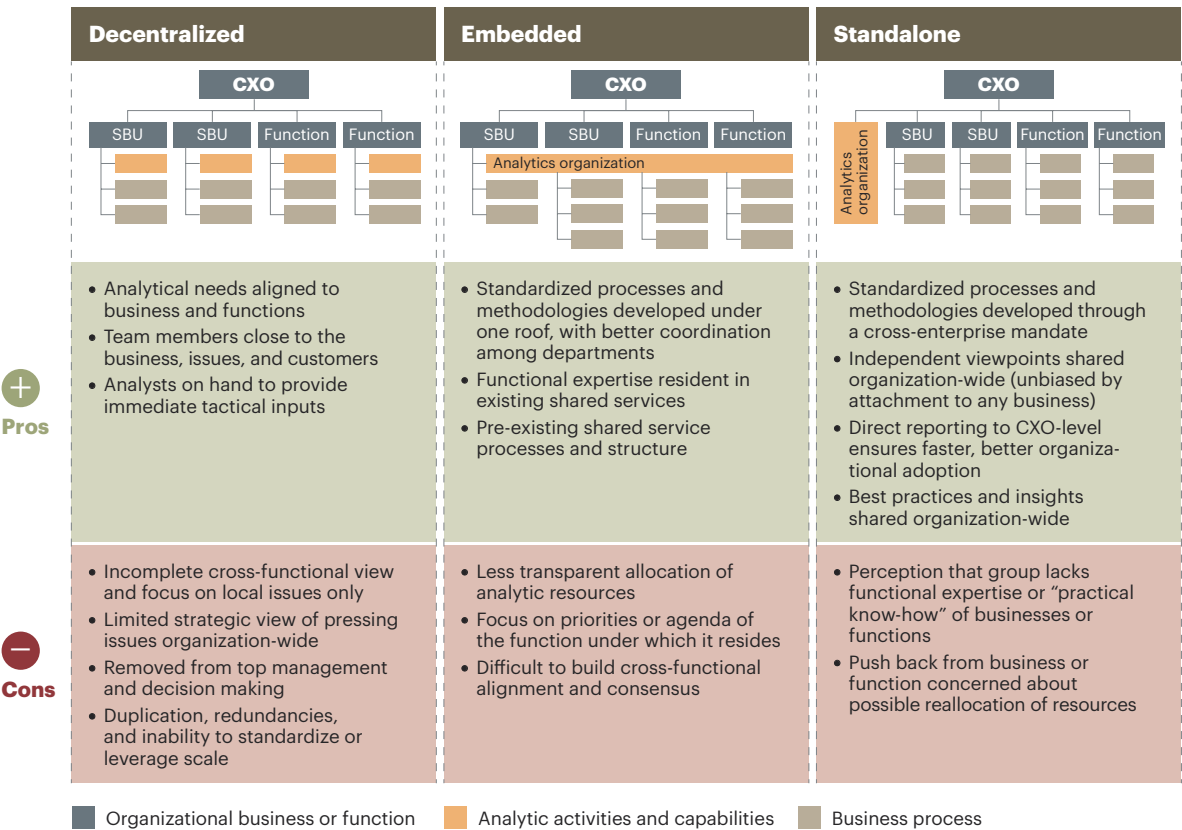 Decentralized
CXO
SBU
SBU
Function
Function
Embedded
CXO
SBU
SBU
Function
Function
Analytics organization
Standalone
CXO
Analytics
organization
SBU
SBU
Function
Function
Pros
• Analytical needs aligned to
business and functions
• Team members close to the
business, issues, and customers
• Analysts on hand to provide
immediate tactical inputs
• Standardized processes and
methodologies developed under
one roof, with better coordination
among departments
• Functional expertise resident in
existing shared services
• Pre-existing shared service
processes and structure
• Standardized processes and
methodologies developed through
a cross-enterprise mandate
• Independent viewpoints shared
organization-wide (unbiased by
attachment to any business)
• Direct reporting to CXO-level
ensures faster, better organiza-
tional adoption
• Best practices and insights
shared organization-wide
Cons
• Incomplete cross-functional view
and focus on local issues only
• Limited strategic view of pressing
issues organization-wide
• Removed from top management
and decision making
• Duplication, redundancies,
and inability to standardize or
leverage scale
• Less transparent allocation of
analytic resources
• Focus on priorities or agenda of
the function under which it resides
• Difficult to build cross-functional
alignment and consensus
• Perception that group lacks
functional expertise or “practical
know-how” of businesses or
functions
• Push back from business or
function concerned about
possible reallocation of resources
Organizational business or function
Analytic activities and capabilities
Business process